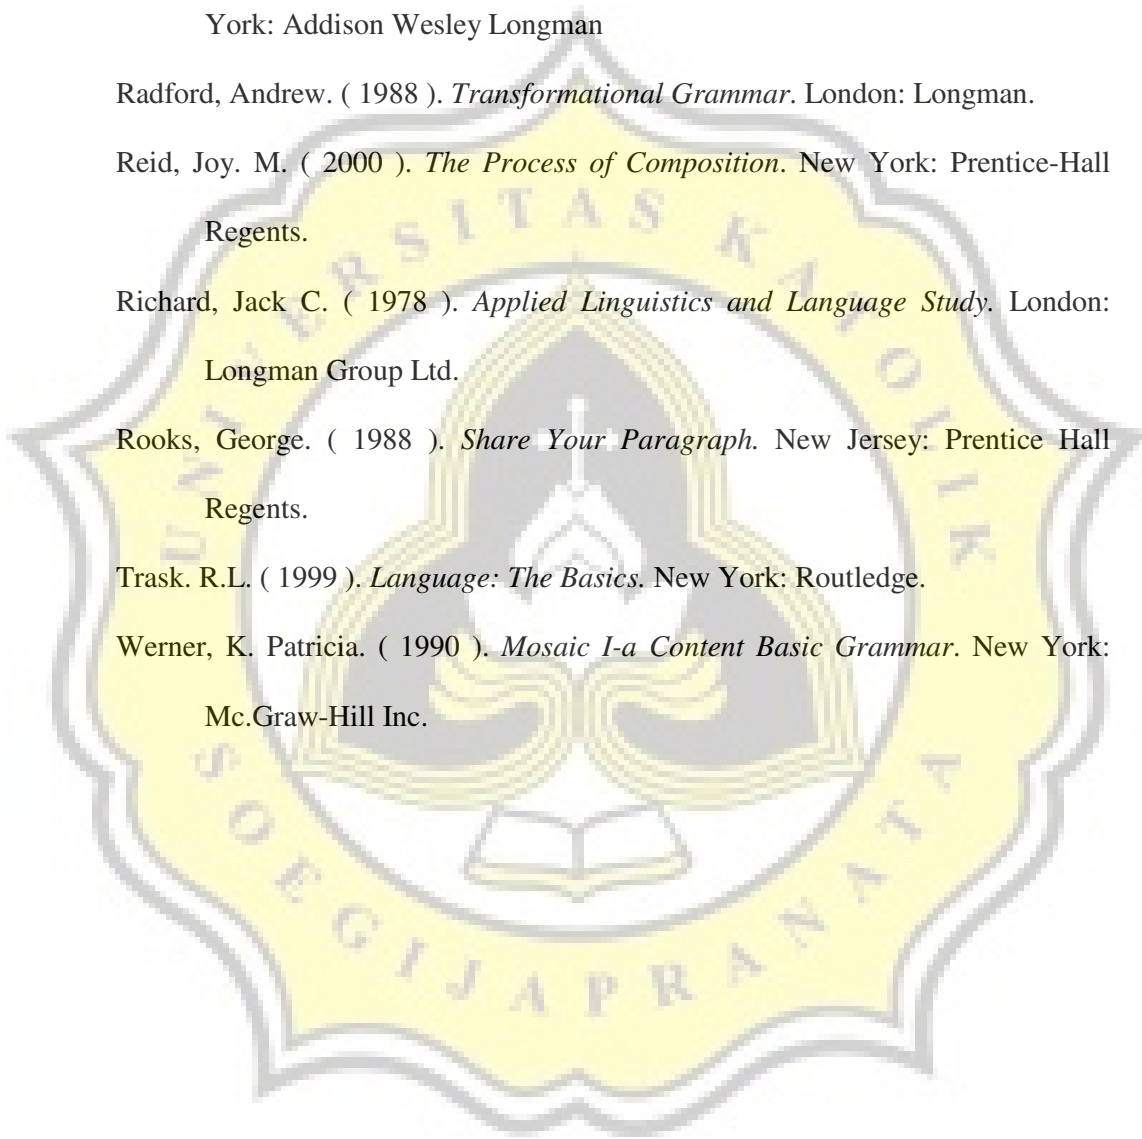 York: Addison Wesley Longman
Radford, Andrew. ( 1988 ). Transformational Grammar. London: Longman.
Reid, Joy. M. ( 2000 ). The Process of Composition. New York: Prentice-Hall
Regents.
Richard, Jack C. ( 1978 ). Applied Linguistics and Language Study. London:
Longman Group Ltd.
Rooks, George. ( 1988 ). Share Your Paragraph. New Jersey: Prentice Hall
Regents.
Trask. R.L. ( 1999 ). Language: The Basics. New York: Routledge.
Werner, K. Patricia. ( 1990 ). Mosaic I-a Content Basic Grammar. New York:
Mc.Graw-Hill Inc.
UNIVERSITAS KATOLIK
SOEGIJAPRANATA